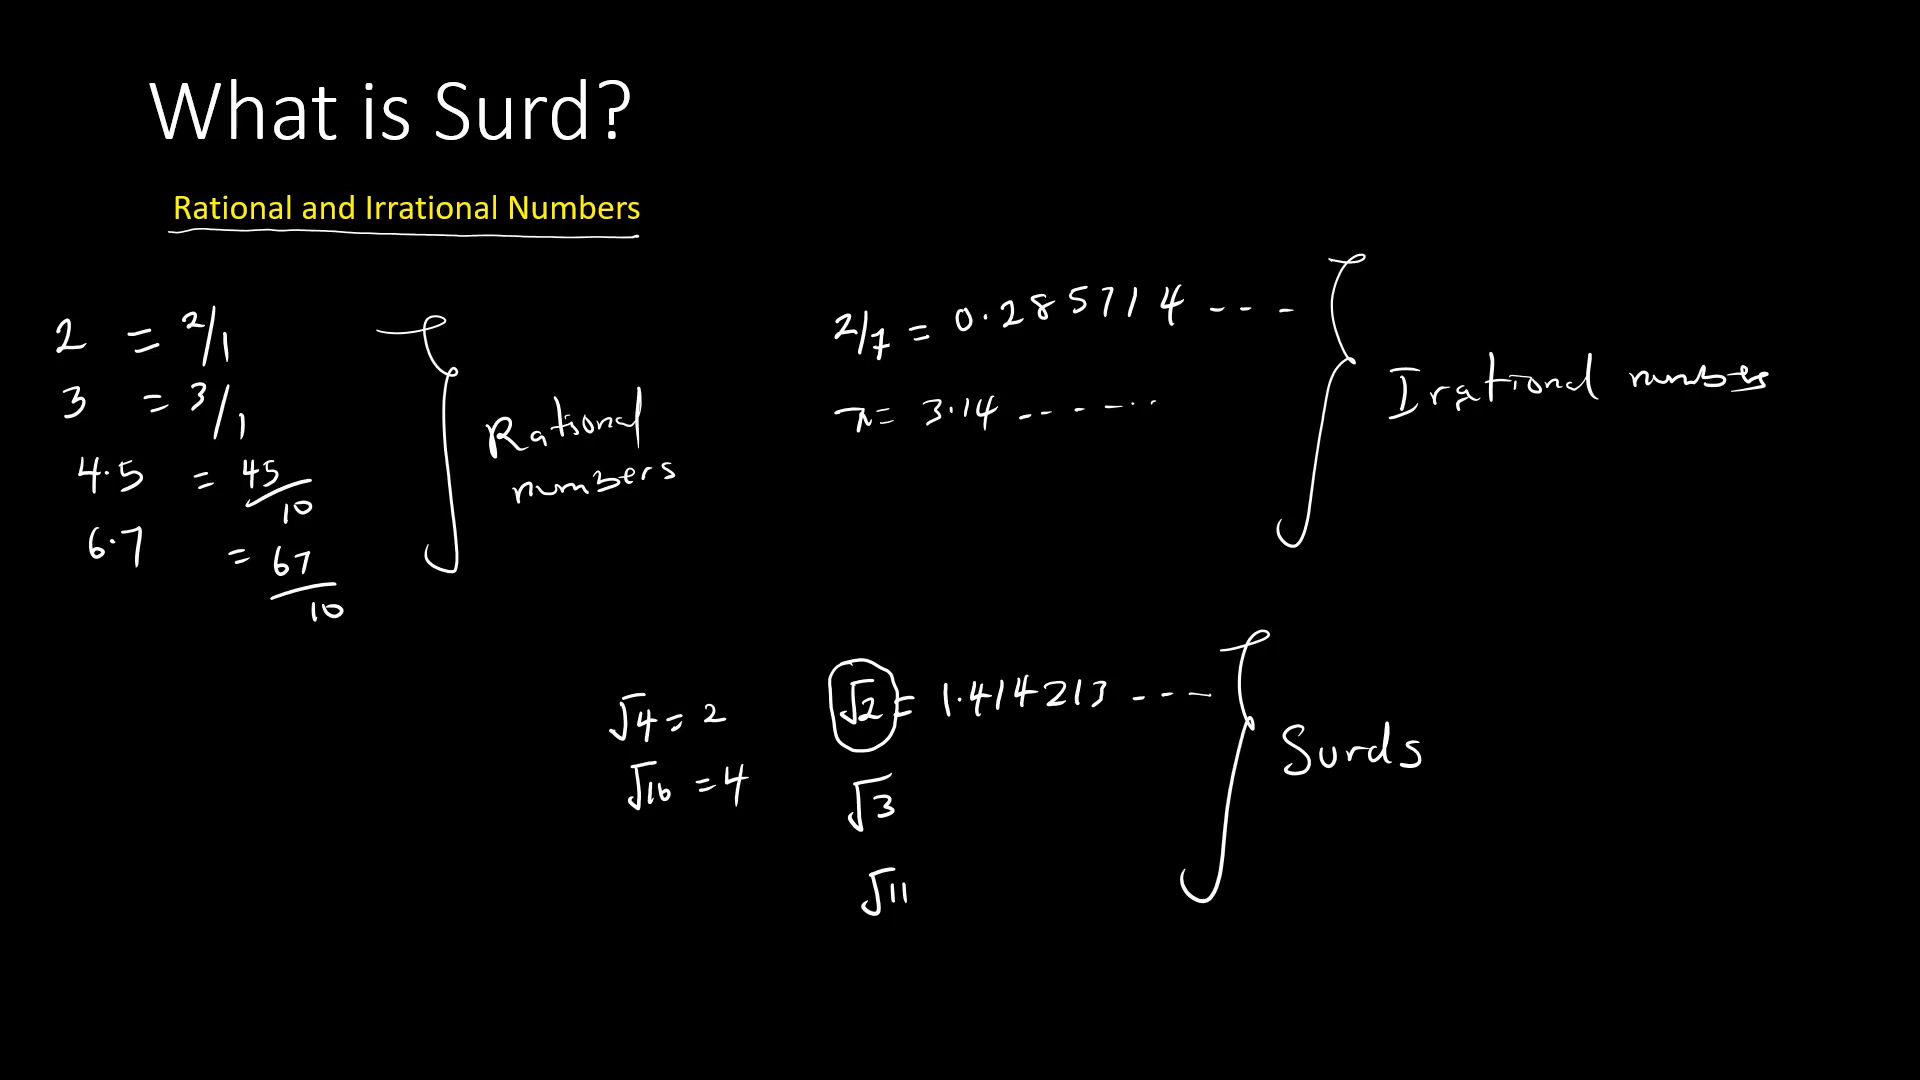 What is Surd?
Rational and Irrational Numbers
2 = 2/1
3 = 3/1
4.5 = 45/10
6.7 = 67/10
Rational
numbers
2/7 = 0.285714 ---
π = 3.14 ------
Irational numbers
√4 = 2
√16 = 4
√2 = 1.414213 ---
√3
√11
Surds